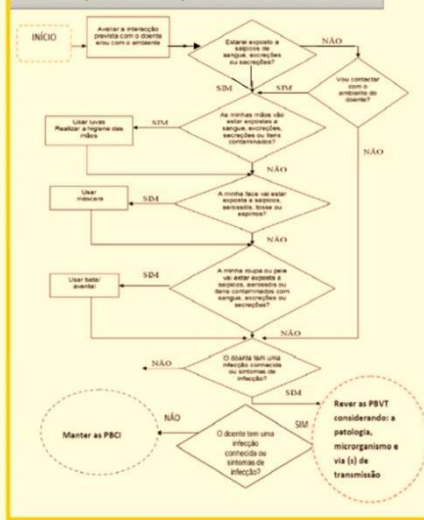 INÍCIO
Avaliar a interacção
prevista com o doente
e/ou com o ambiente
Estarei exposto a
salpicos de
sangue, excreções
ou secreções?
NÃO
SIM
SIM
Vou contactar
com o
ambiente do
doente?
NÃO
As minhas mãos vão
estar expostas a
sangue, excreções,
secreções ou itens
contaminados?
SIM
Usar luvas
Realizar a higiene das
mãos
NÃO
A minha face vai estar
exposta a salpicos,
aerossóis, tosse ou
espirros?
SIM
Usar
máscara
NÃO
A minha roupa ou pele
vai estar exposta a
salpicos, aerossóis ou
itens contaminados com
sangue, excreções ou
secreções?
SIM
Usar bata/
avental
NÃO
O doente tem uma
infecção conhecida
ou sintomas de
infecção?
NÃO
SIM
Manter as PBCI
NÃO
O doente tem uma
infecção
conhecida ou
sintomas de
infecção?
SIM
Rever as PBVT
considerando: a
patologia,
microrganismo e
via (s) de
transmissão